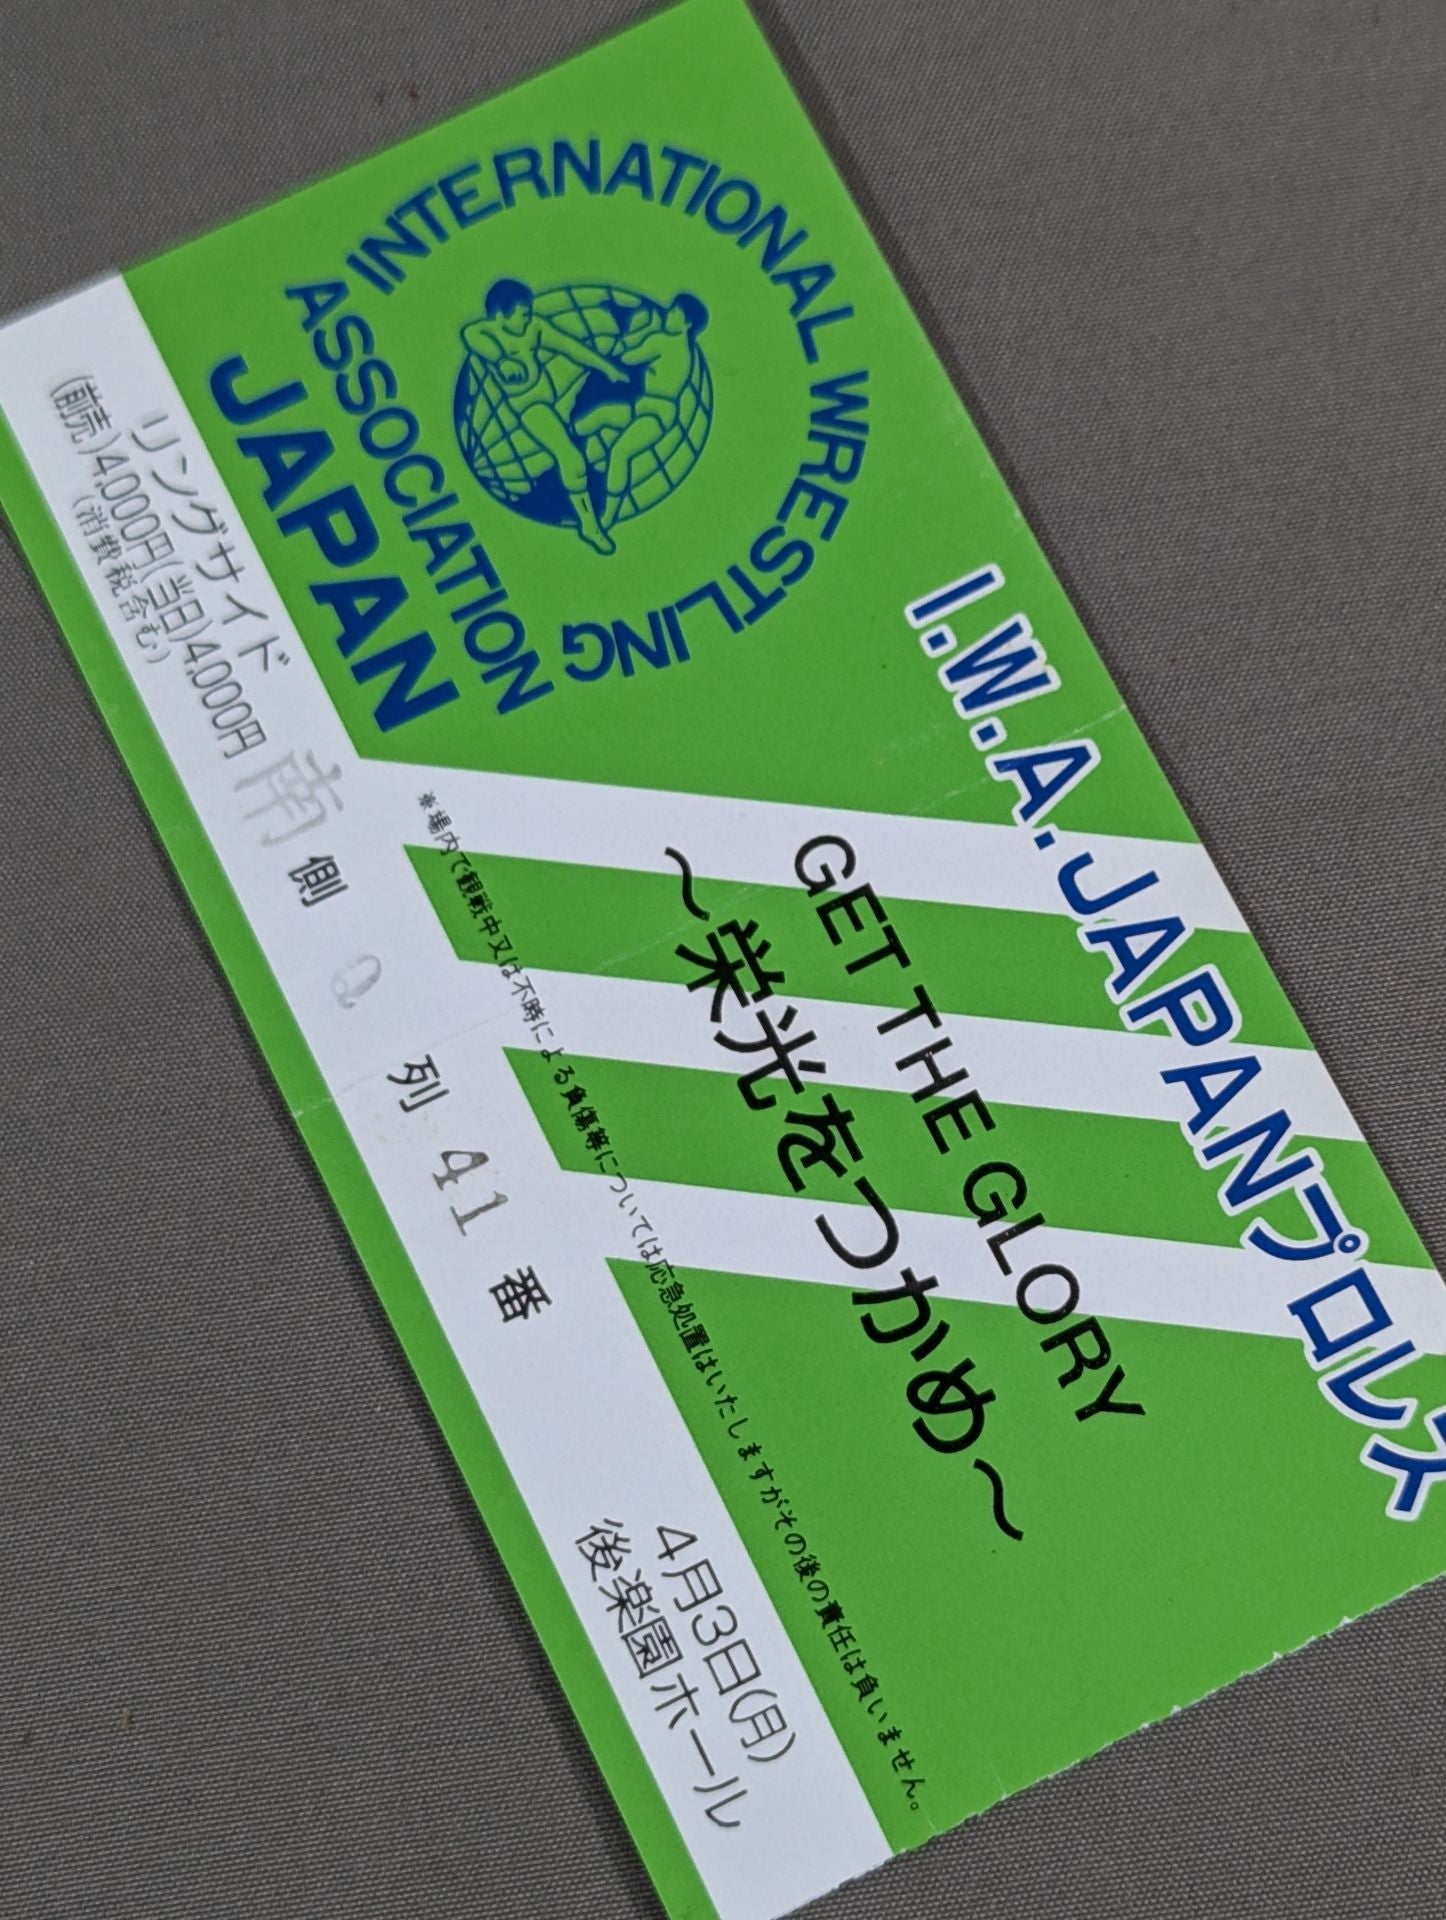 I.W.A.JAPANプロレス
INTERNATIONAL WRESTLING
ASSOCIATION
JAPAN
GET THE GLORY
〜栄光をつかめ〜
※場内で観戦中又は不時による負傷等については応急処置はいたしますがその後の責任は負いません。
リングサイド
(前売)4,000円(当日)4,000円
(消費税含む)
南側 Q 列 41 番
4月3日(月)
後楽園ホール